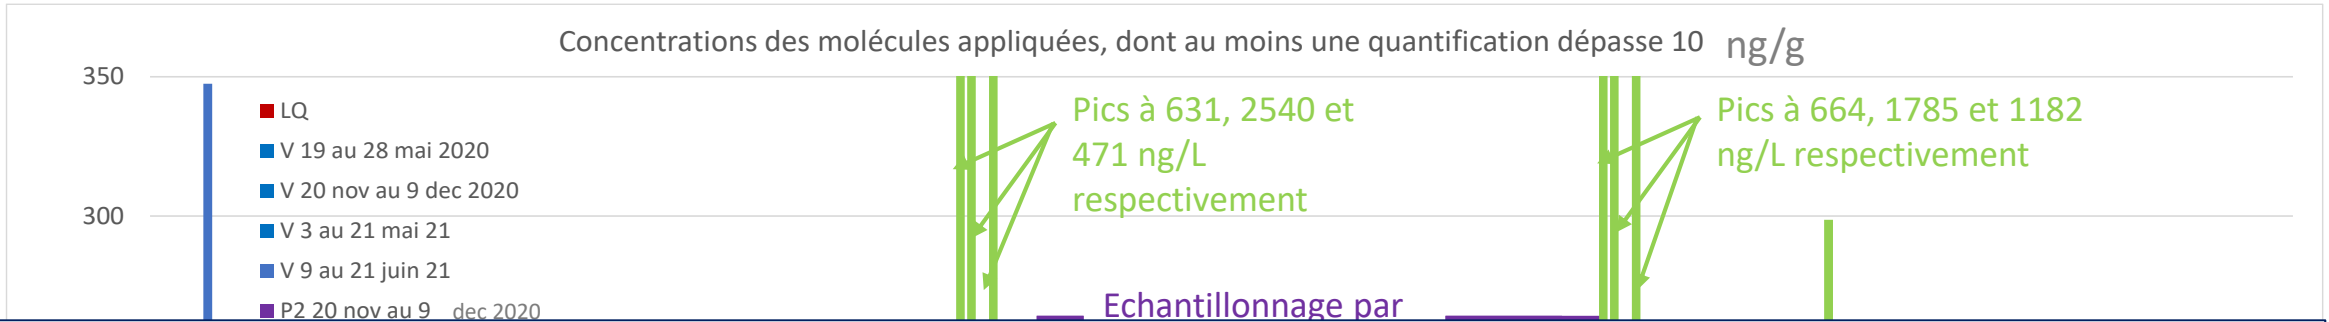 Concentrations des molécules appliquées, dont au moins une quantification dépasse 10 ng/g
350
LQ
Pics à 631, 2540 et
471 ng/L
respectivement
Pics à 664, 1785 et 1182
ng/L respectivement
V 19 au 28 mai 2020
V 20 nov au 9 dec 2020
300
V 3 au 21 mai 21
V 9 au 21 juin 21
P2 20 nov au 9 dec 2020
Echantillonnage par